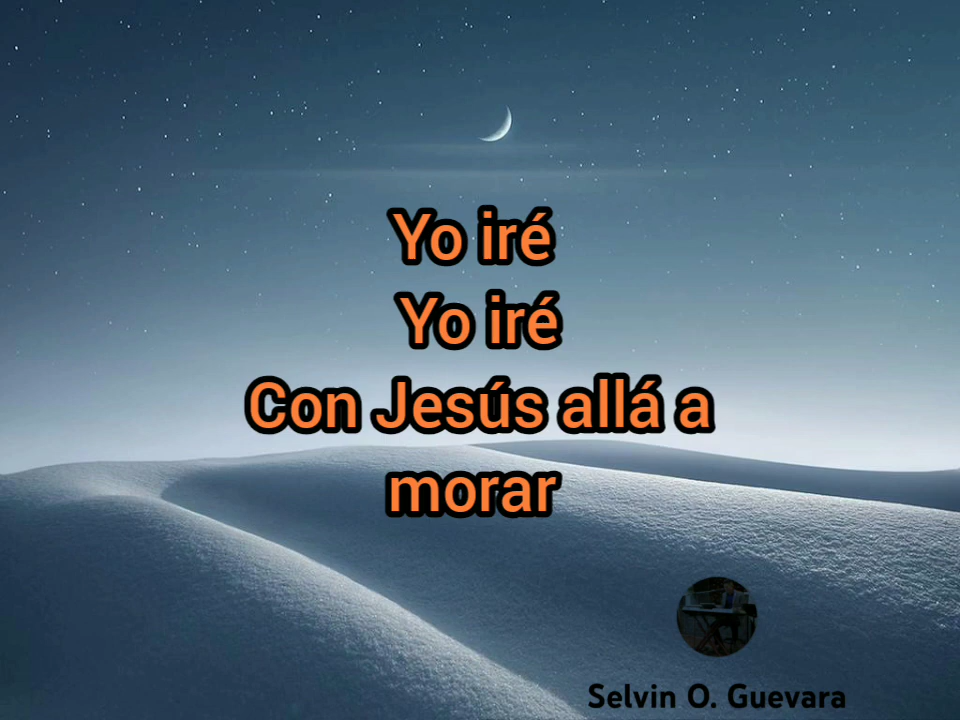 Yo iré
Yo iré
Con Jesús allá a
morar
Selvin O. Guevara